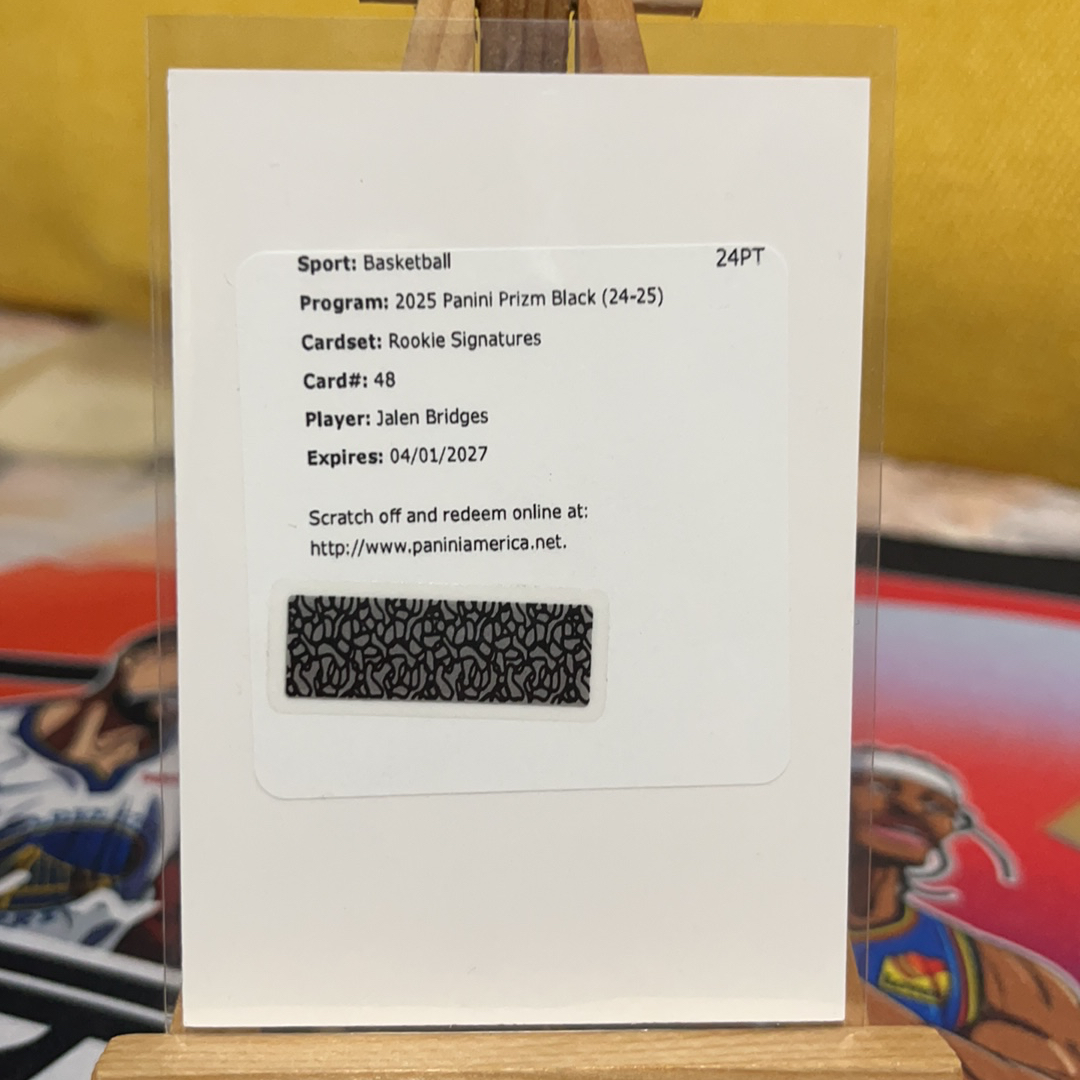 Sport: Basketball 24PT
Program: 2025 Panini Prizm Black (24-25)
Cardset: Rookie Signatures
Card#: 48
Player: Jalen Bridges
Expires: 04/01/2027
Scratch off and redeem online at:
http://www.paniniamerica.net.